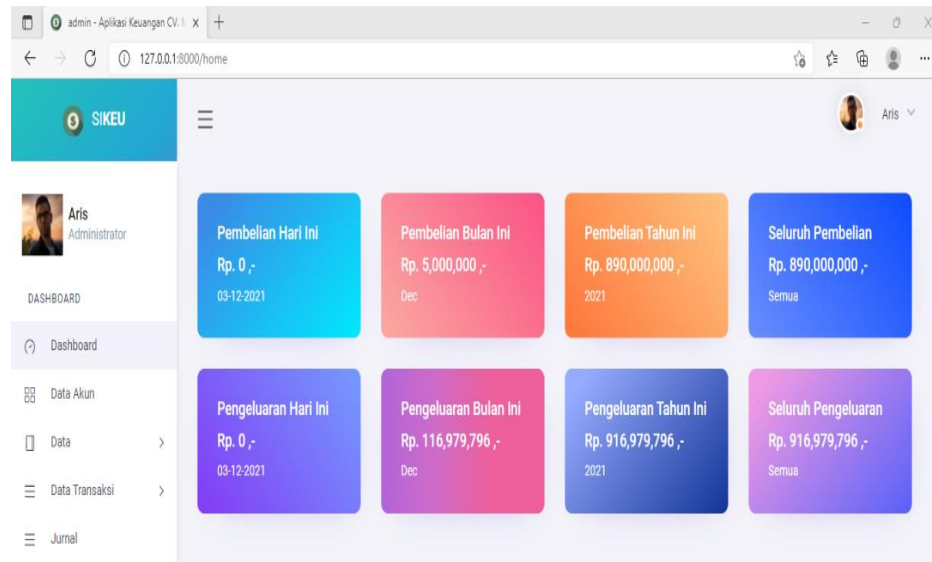 admin - Aplikasi Keuangan CV.
127.0.0.1:8000/home
SIKEU
Aris
Aris
Administrator
DASHBOARD
Dashboard
Data Akun
Data
Data Transaksi
Jurnal
Pembelian Hari Ini
Rp. 0 ,-
03-12-2021
Pembelian Bulan Ini
Rp. 5,000,000 ,-
Dec
Pembelian Tahun Ini
Rp. 890,000,000 ,-
2021
Seluruh Pembelian
Rp. 890,000,000 ,-
Semua
Pengeluaran Hari Ini
Rp. 0 ,-
03-12-2021
Pengeluaran Bulan Ini
Rp. 116,979,796 ,-
Dec
Pengeluaran Tahun Ini
Rp. 916,979,796 ,-
2021
Seluruh Pengeluaran
Rp. 916,979,796 ,-
Semua